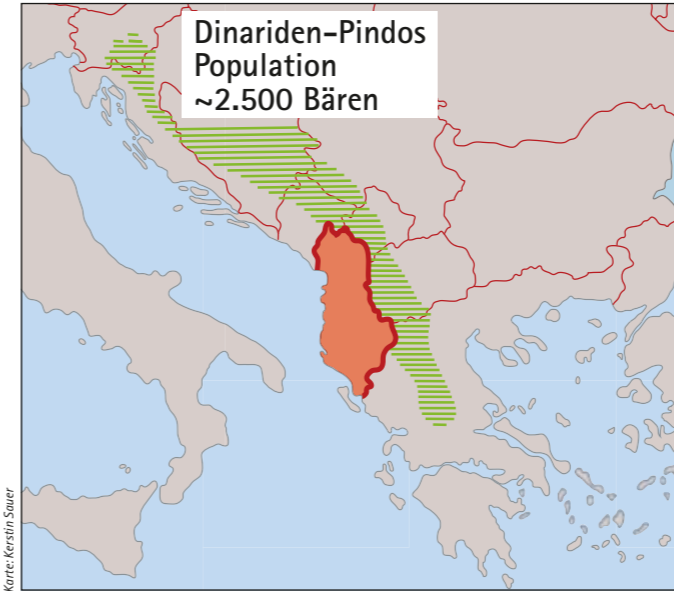 Dinariden-Pindos
Population
~2.500 Bären
Karte: Kerstin Sauer